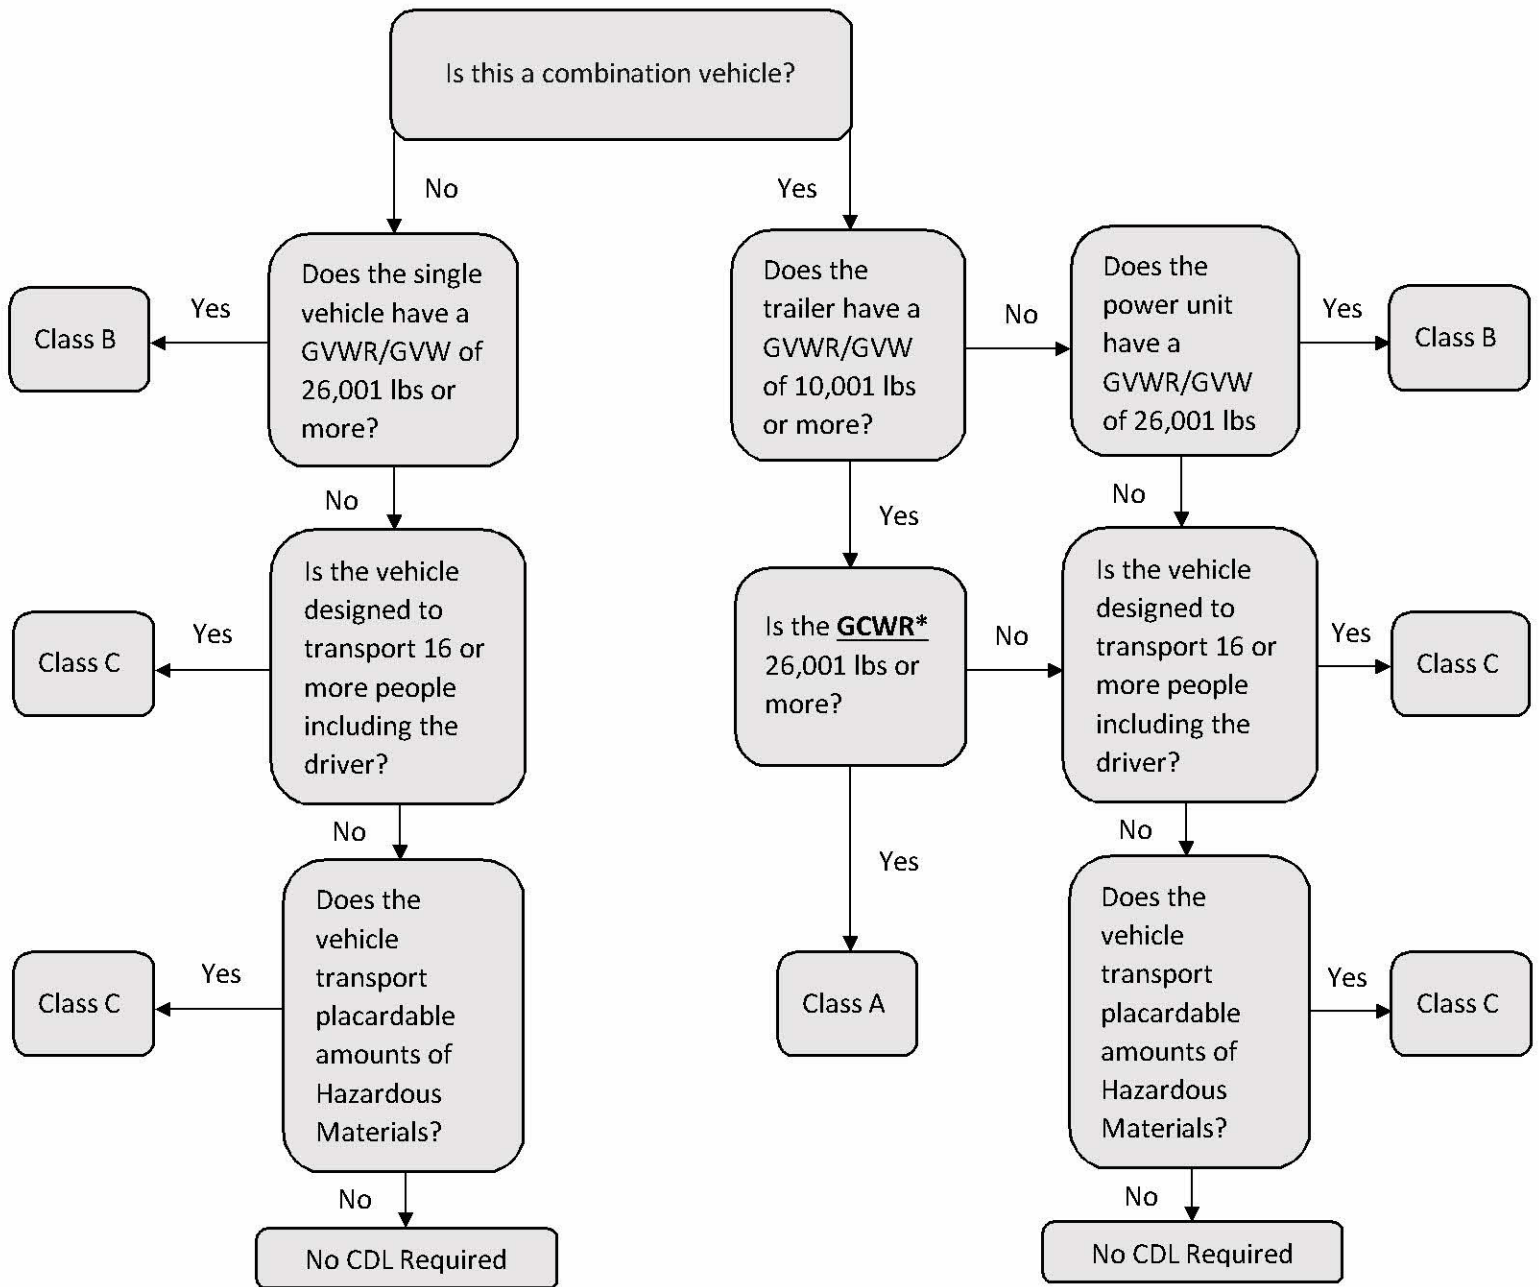 Is this a combination vehicle?
No
Yes
Does the single
vehicle have a
GVWR/GVW of
26,001 lbs or
more?
Yes
Class B
No
Is the vehicle
designed to
transport 16 or
more people
including the
driver?
Yes
Class C
No
Does the
vehicle
transport
placardable
amounts of
Hazardous
Materials?
Yes
Class C
No
No CDL Required
Does the
trailer have a
GVWR/GVW
of 10,001 lbs
or more?
No
Does the
power unit
have a
GVWR/GVW
of 26,001 lbs
Yes
Class B
Yes
No
Is the GCWR*
26,001 lbs or
more?
No
Is the vehicle
designed to
transport 16 or
more people
including the
driver?
Yes
Class C
Yes
Class A
No
Does the
vehicle
transport
placardable
amounts of
Hazardous
Materials?
Yes
Class C
No
No CDL Required